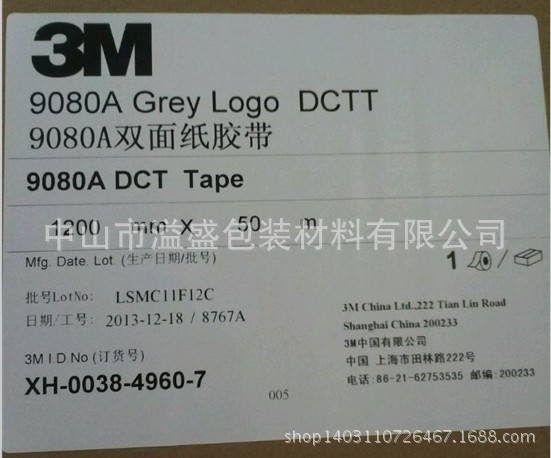 3M
9080A Grey Logo DCTT
9080A双面纸胶带
9080A DCT Tape
1200 mm X 50 m
中山市溢盛包装材料有限公司
Mfg. Date. Lot. (生产日期/批号)
1 /
批号LotNo: LSMC11F12C
日期/工号: 2013-12-18 / 8767A
3M China Ltd.,222 Tian Lin Road
Shanghai China 200233
3M中国有限公司
中国 上海市田林路222号
电话:86-21-62753535 邮编:200233
3M I.D.No (订货号)
XH-0038-4960-7
005
shop1403110726467.1688.com